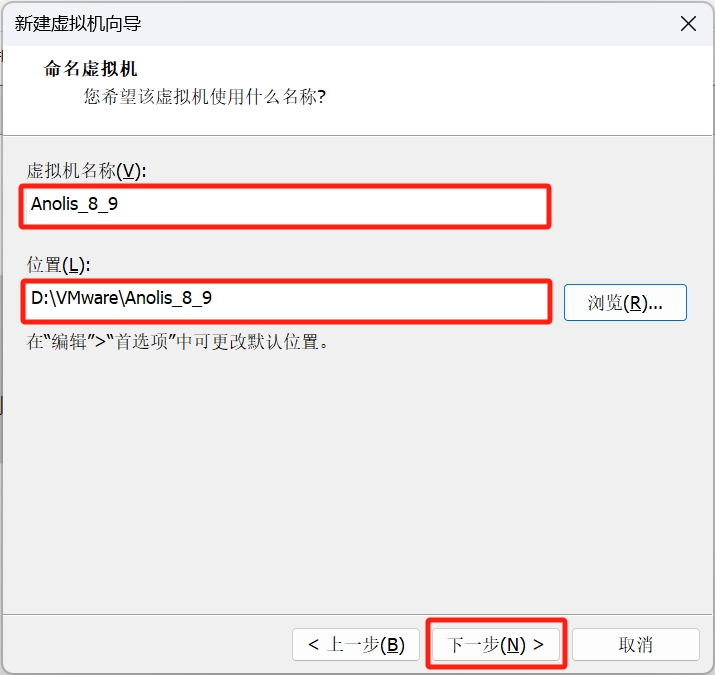 新建虚拟机向导
命名虚拟机
您希望该虚拟机使用什么名称?
虚拟机名称(V):
Anolis_8_9
位置(L):
D:\VMware\Anolis_8_9
浏览(R)...
在“编辑”>“首选项”中可更改默认位置。
< 上一步(B)
下一步(N) >
取消